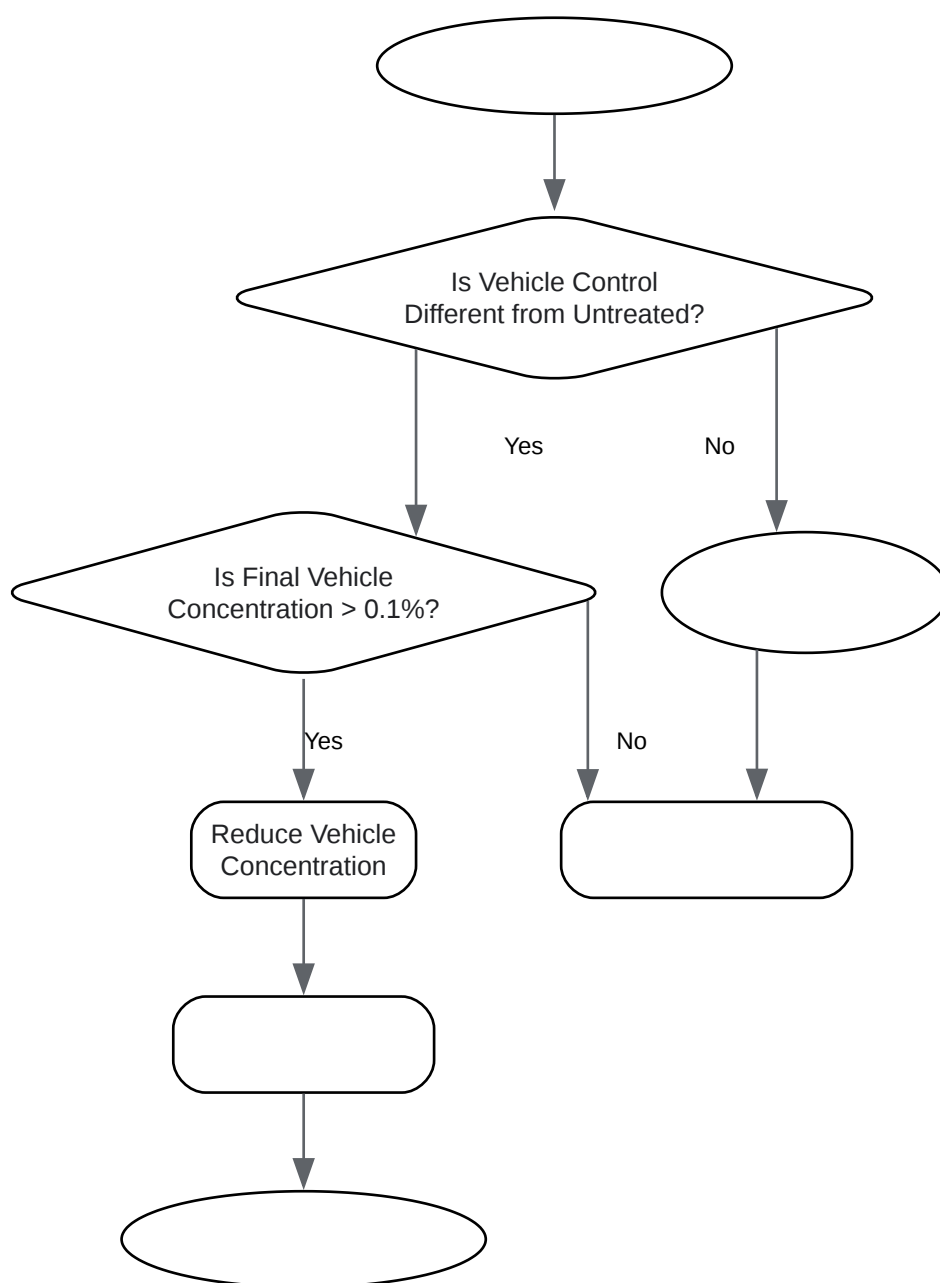 Is Vehicle Control
Different from Untreated?
Yes
No
Is Final Vehicle
Concentration > 0.1%?
Yes
No
Reduce Vehicle
Concentration